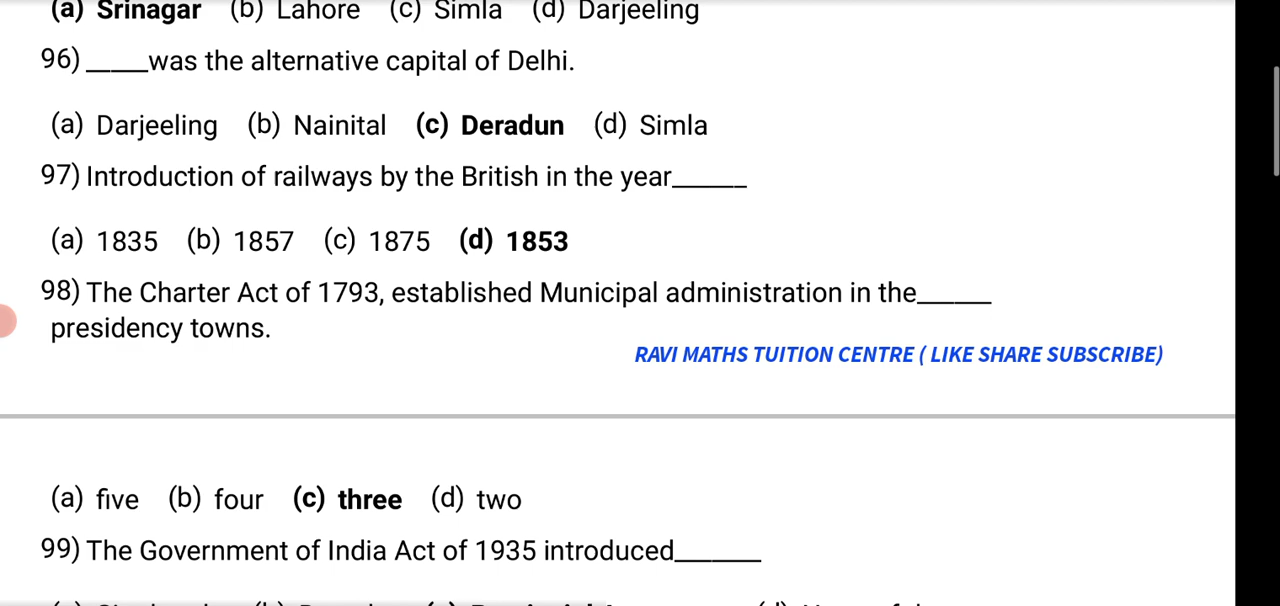 (a) Srinagar (b) Lahore (c) Simla (d) Darjeeling
96) _____was the alternative capital of Delhi.
(a) Darjeeling (b) Nainital (c) Deradun (d) Simla
97) Introduction of railways by the British in the year______
(a) 1835 (b) 1857 (c) 1875 (d) 1853
98) The Charter Act of 1793, established Municipal administration in the______
presidency towns.
RAVI MATHS TUITION CENTRE ( LIKE SHARE SUBSCRIBE)
(a) five (b) four (c) three (d) two
99) The Government of India Act of 1935 introduced_______